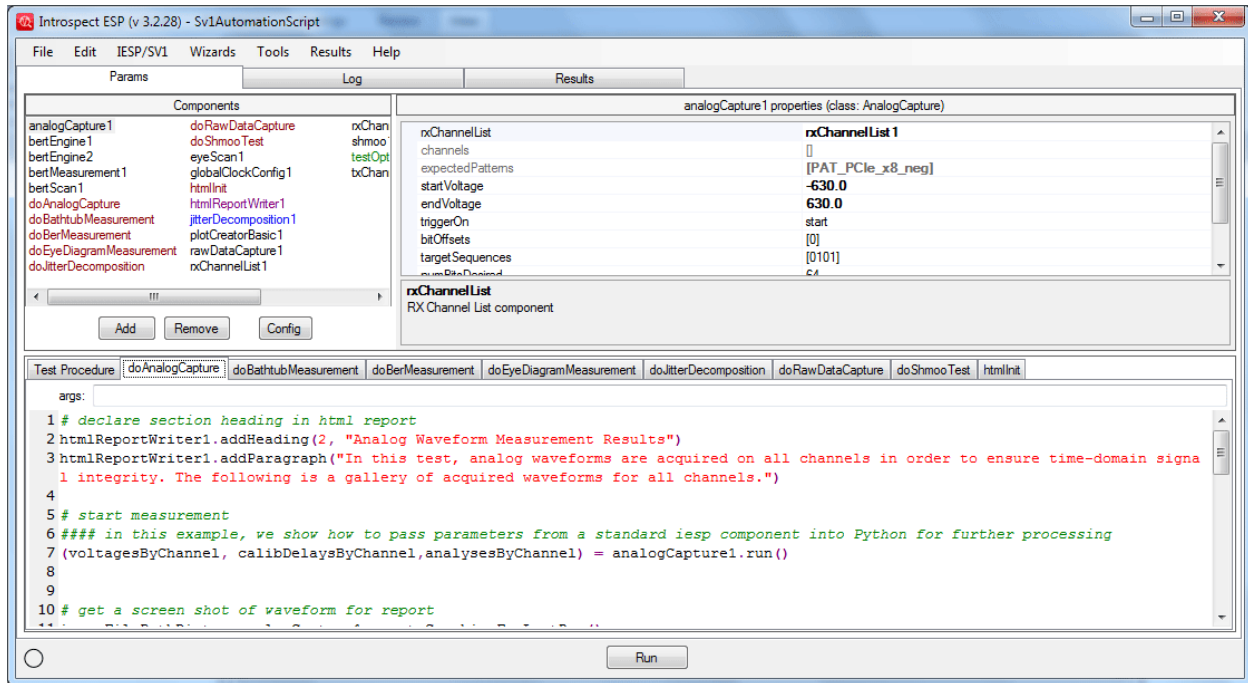 Introspect ESP (v 3.2.28) - Sv1AutomationScript
File Edit IESP/SV1 Wizards Tools Results Help
Params Log Results
Components
analogCapture1 doRawDataCapture rxChan
bertEngine1 doShmooTest shmoo
bertEngine2 eyeScan1 testOpt
bertMeasurement1 globalClockConfig1 txChan
bertScan1 htmlInit
doAnalogCapture htmlReportWriter1
doBathtubMeasurement jitterDecomposition1
doBerMeasurement plotCreatorBasic1
doEyeDiagramMeasurement rawDataCapture1
doJitterDecomposition rxChannelList1
Add Remove Config
analogCapture1 properties (class: AnalogCapture)
rxChannelList rxChannelList1
channels []
expectedPatterns [PAT_PCIe_x8_neg]
startVoltage -630.0
endVoltage 630.0
triggerOn start
bitOffsets [0]
targetSequences [0101]
numBitsDesired 64
rxChannelList
RX Channel List component
Test Procedure doAnalogCapture doBathtubMeasurement doBerMeasurement doEyeDiagramMeasurement doJitterDecomposition doRawDataCapture doShmooTest htmlInit
args:
1 # declare section heading in html report
2 htmlReportWriter1.addHeading(2, "Analog Waveform Measurement Results")
3 htmlReportWriter1.addParagraph("In this test, analog waveforms are acquired on all channels in order to ensure time-domain signa
l integrity. The following is a gallery of acquired waveforms for all channels.")
4
5 # start measurement
6 #### in this example, we show how to pass parameters from a standard iesp component into Python for further processing
7 (voltagesByChannel, calibDelaysByChannel,analysesByChannel) = analogCapture1.run()
8
9
10 # get a screen shot of waveform for report
Run